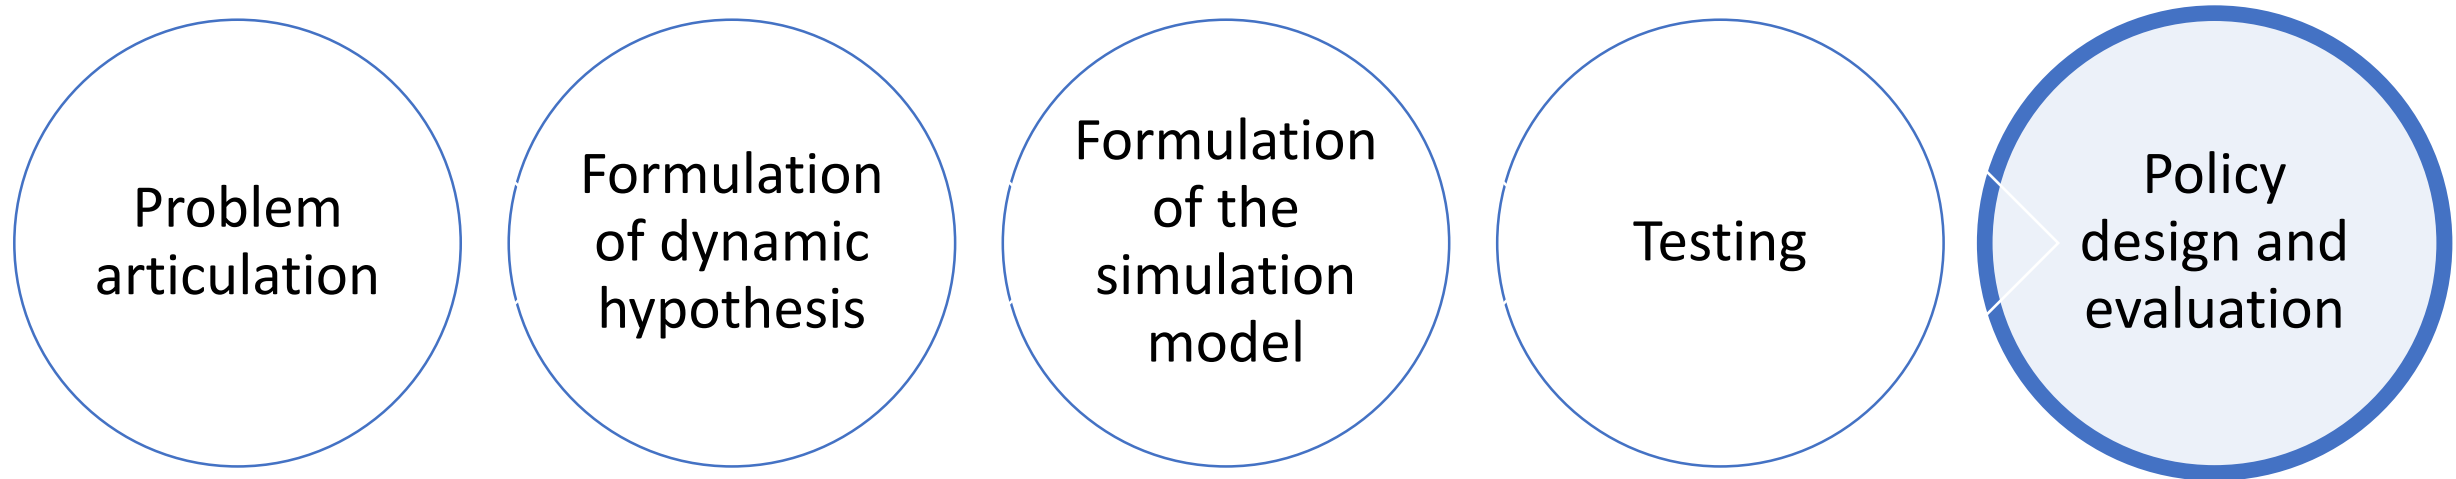 Problem
articulation
Formulation
of dynamic
hypothesis
Formulation
of the
simulation
model
Testing
Policy
design and
evaluation